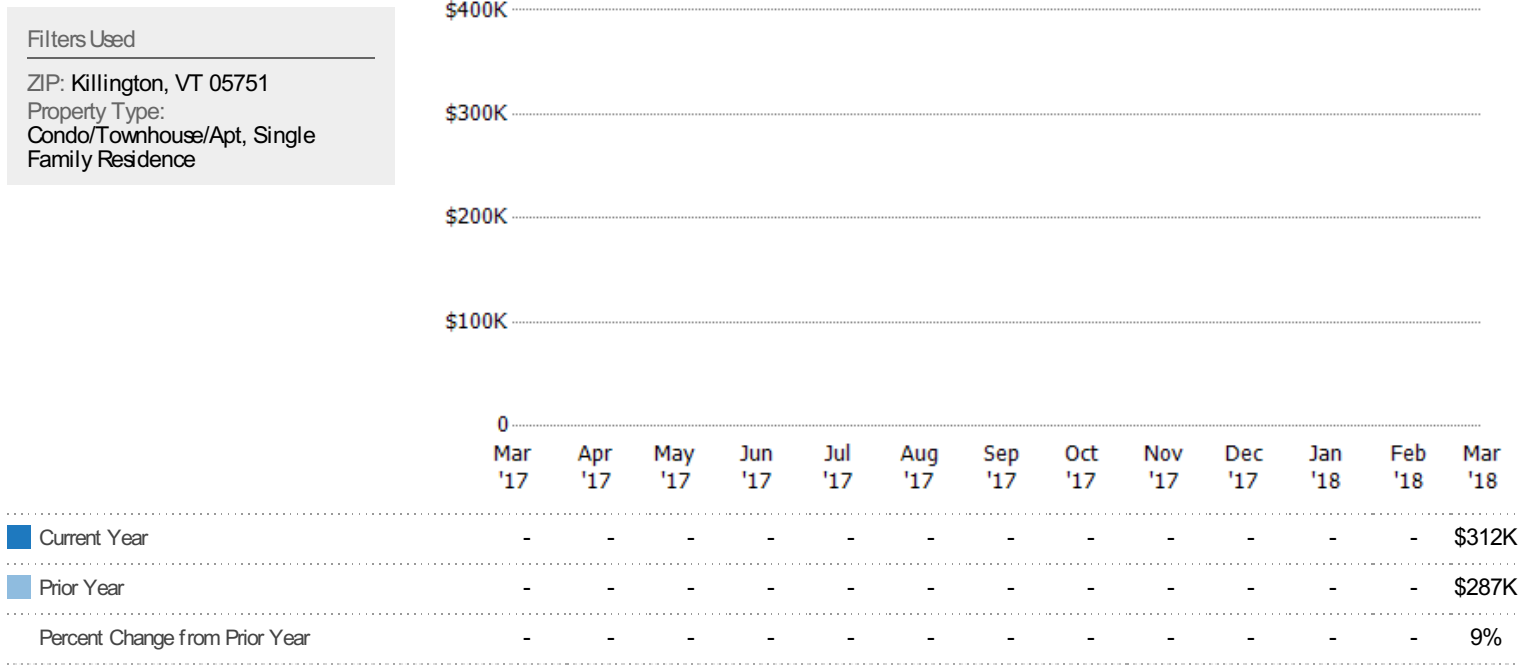 Filters Used
ZIP: Killington, VT 05751
Property Type:
Condo/Townhouse/Apt, Single
Family Residence
$400K
$300K
$200K
$100K
0
Mar Apr May Jun Jul Aug Sep Oct Nov Dec Jan Feb Mar
'17 '17 '17 '17 '17 '17 '17 '17 '17 '17 '18 '18 '18
Current Year - - - - - - - - - - - - $312K
Prior Year - - - - - - - - - - - - $287K
Percent Change from Prior Year - - - - - - - - - - - - 9%